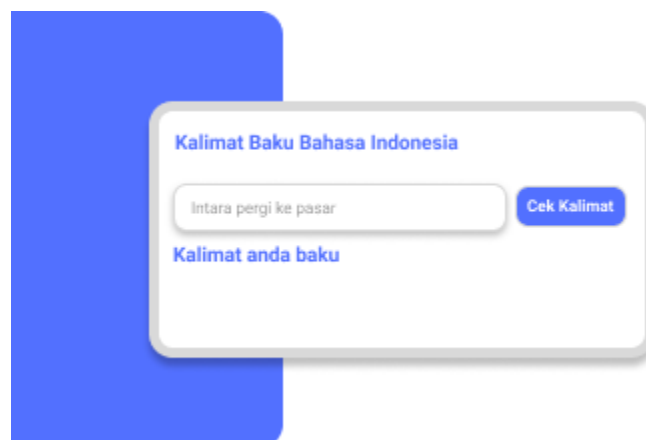 Kalimat Baku Bahasa Indonesia
Intara pergi ke pasar
Cek Kalimat
Kalimat anda baku